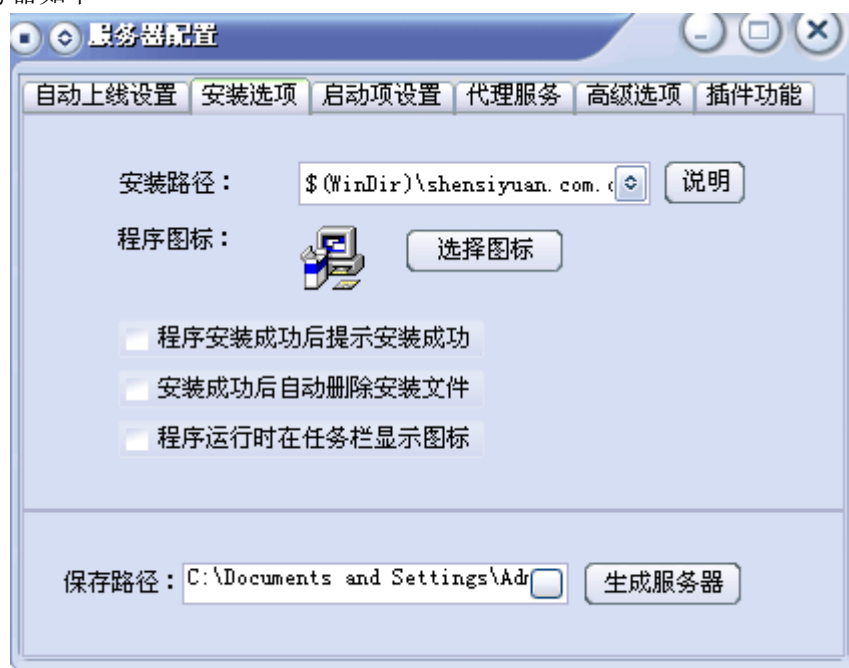 服务器配置
自动上线设置 安装选项 启动项设置 代理服务 高级选项 插件功能
安装路径： $(WinDir)\shensiyuan.com. 说明
程序图标： 选择图标
程序安装成功后提示安装成功
安装成功后自动删除安装文件
程序运行时在任务栏显示图标
保存路径： C:\Documents and Settings\Ad 生成服务器